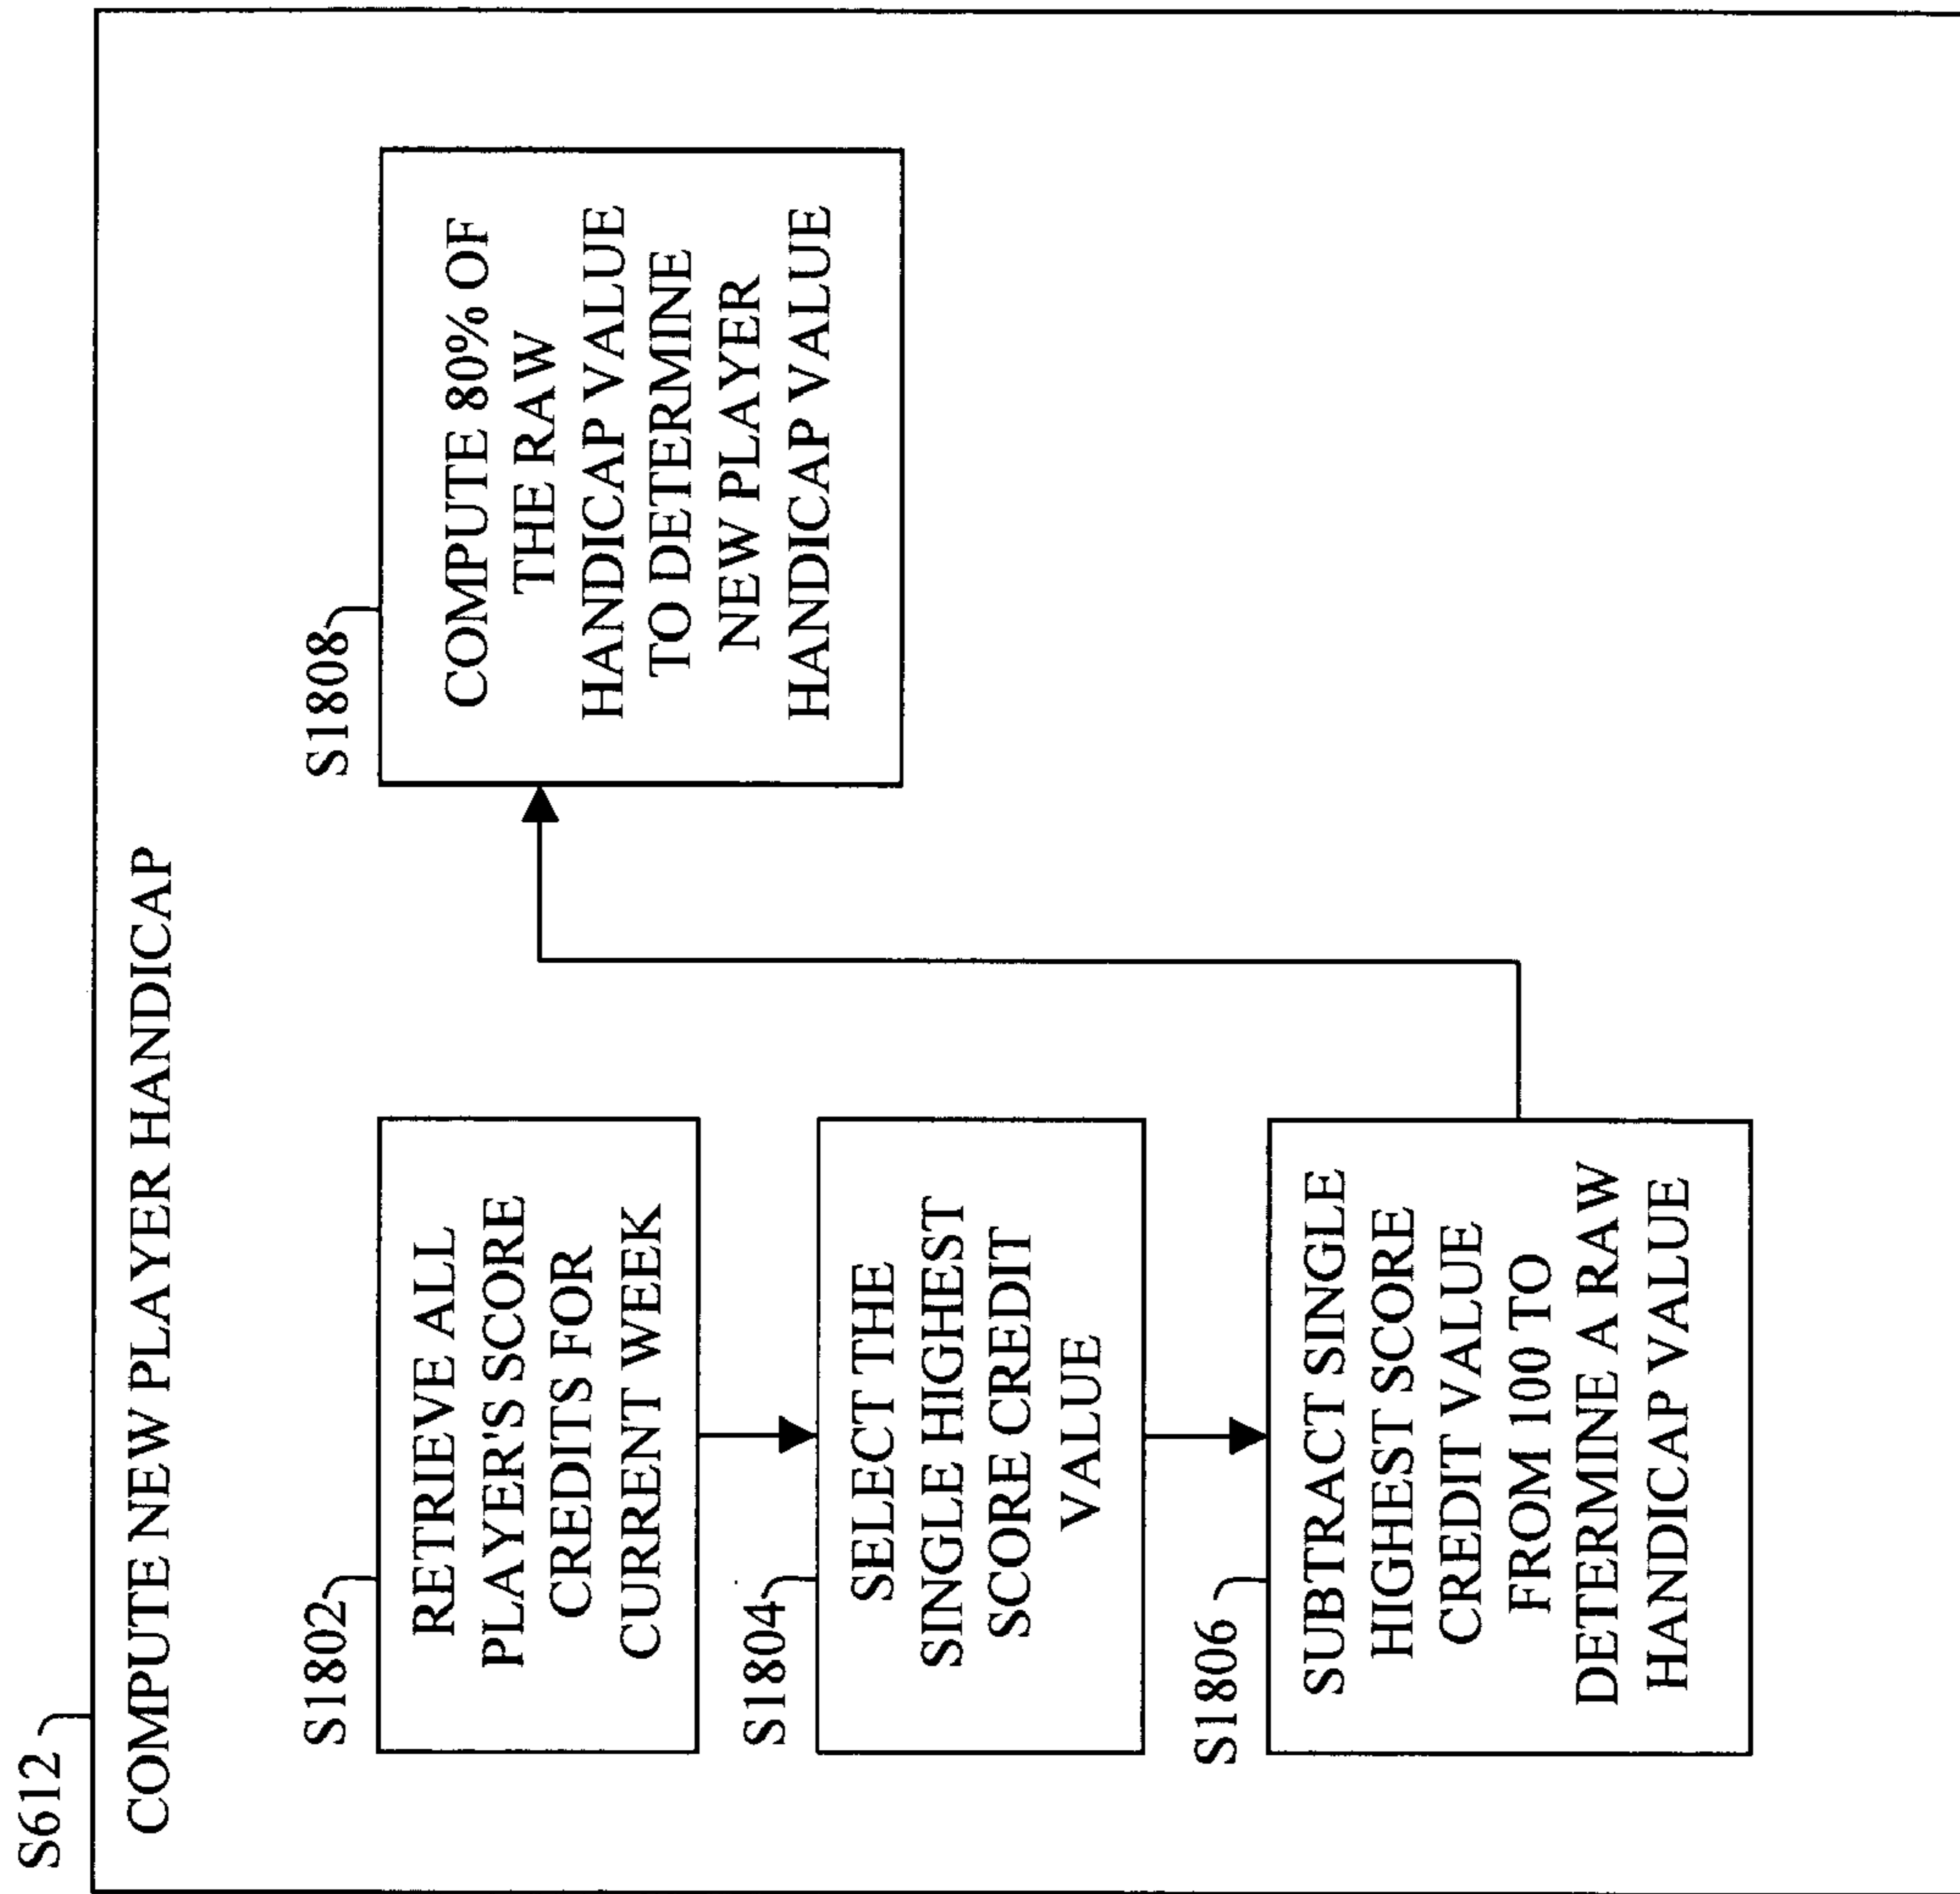 S612
COMPUTE NEW PLAYER HANDICAP
S1802
RETRIEVE ALL
PLAYER'S SCORE
CREDITS FOR
CURRENT WEEK
S1804
SELECT THE
SINGLE HIGHEST
SCORE CREDIT
VALUE
S1806
SUBTRACT SINGLE
HIGHEST SCORE
CREDIT VALUE
FROM 100 TO
DETERMINE A RAW
HANDICAP VALUE
S1808
COMPUTE 80% OF
THE RAW
HANDICAP VALUE
TO DETERMINE
NEW PLAYER
HANDICAP VALUE